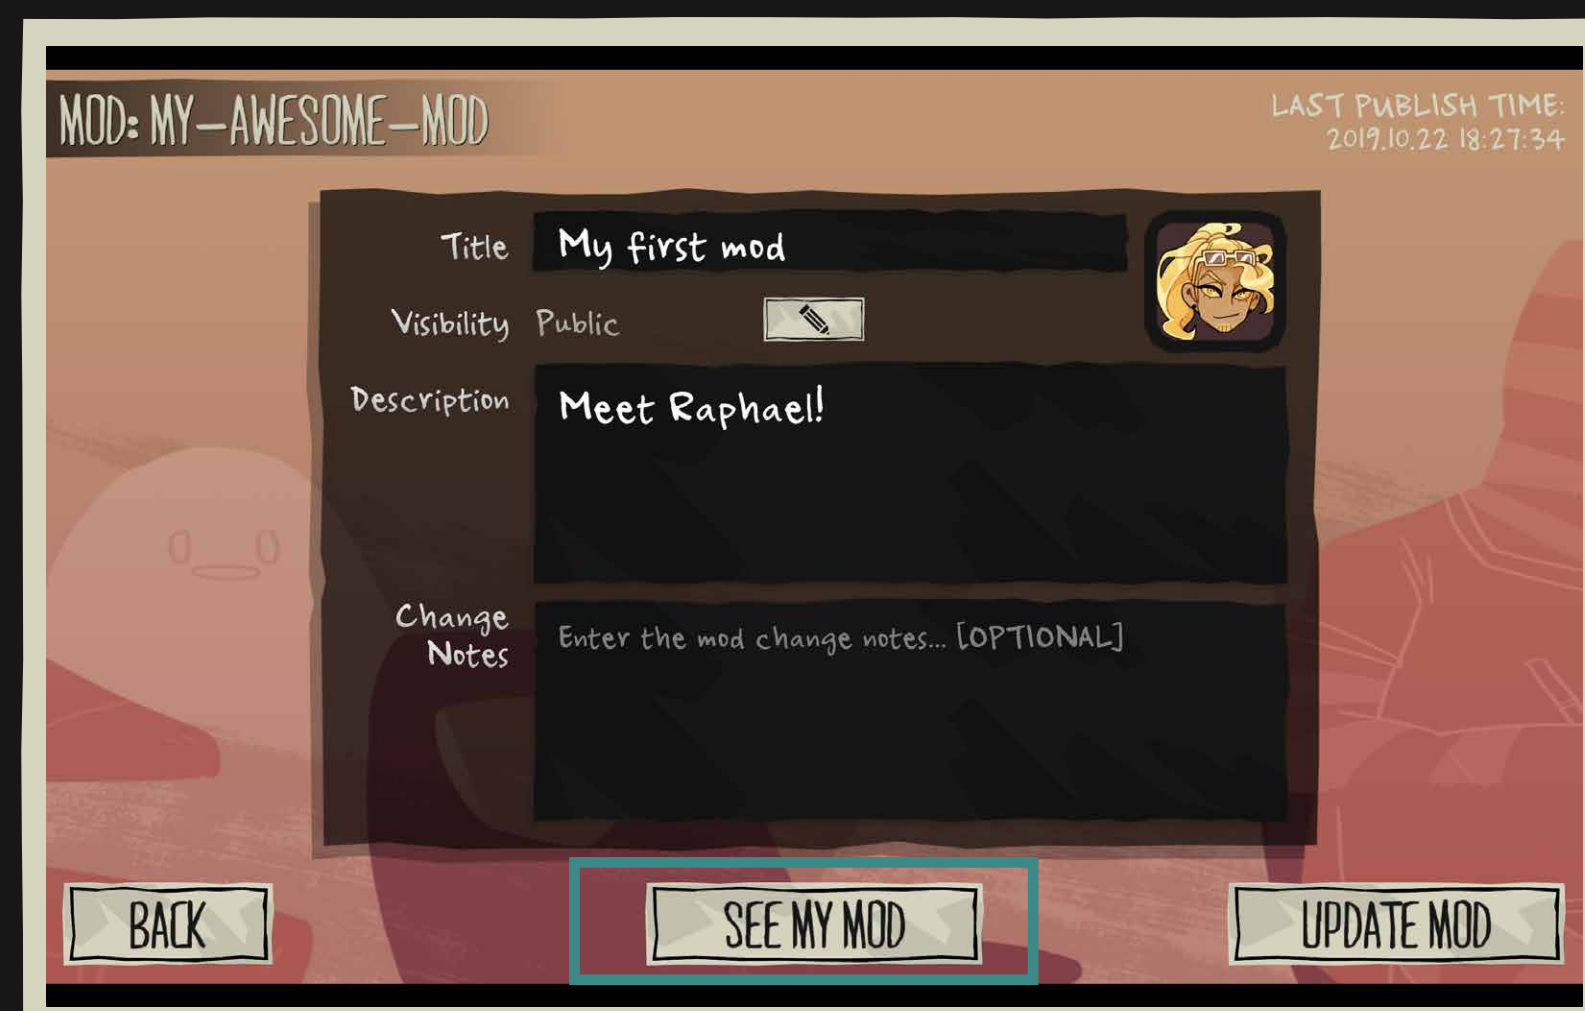 MOD: MY-AWESOME-MOD
LAST PUBLISH TIME:
2019.10.22 18:27:34
Title
My first mod
Visibility
Public
Description
Meet Raphael!
Change
Notes
Enter the mod change notes... [OPTIONAL]
BACK
SEE MY MOD
UPDATE MOD